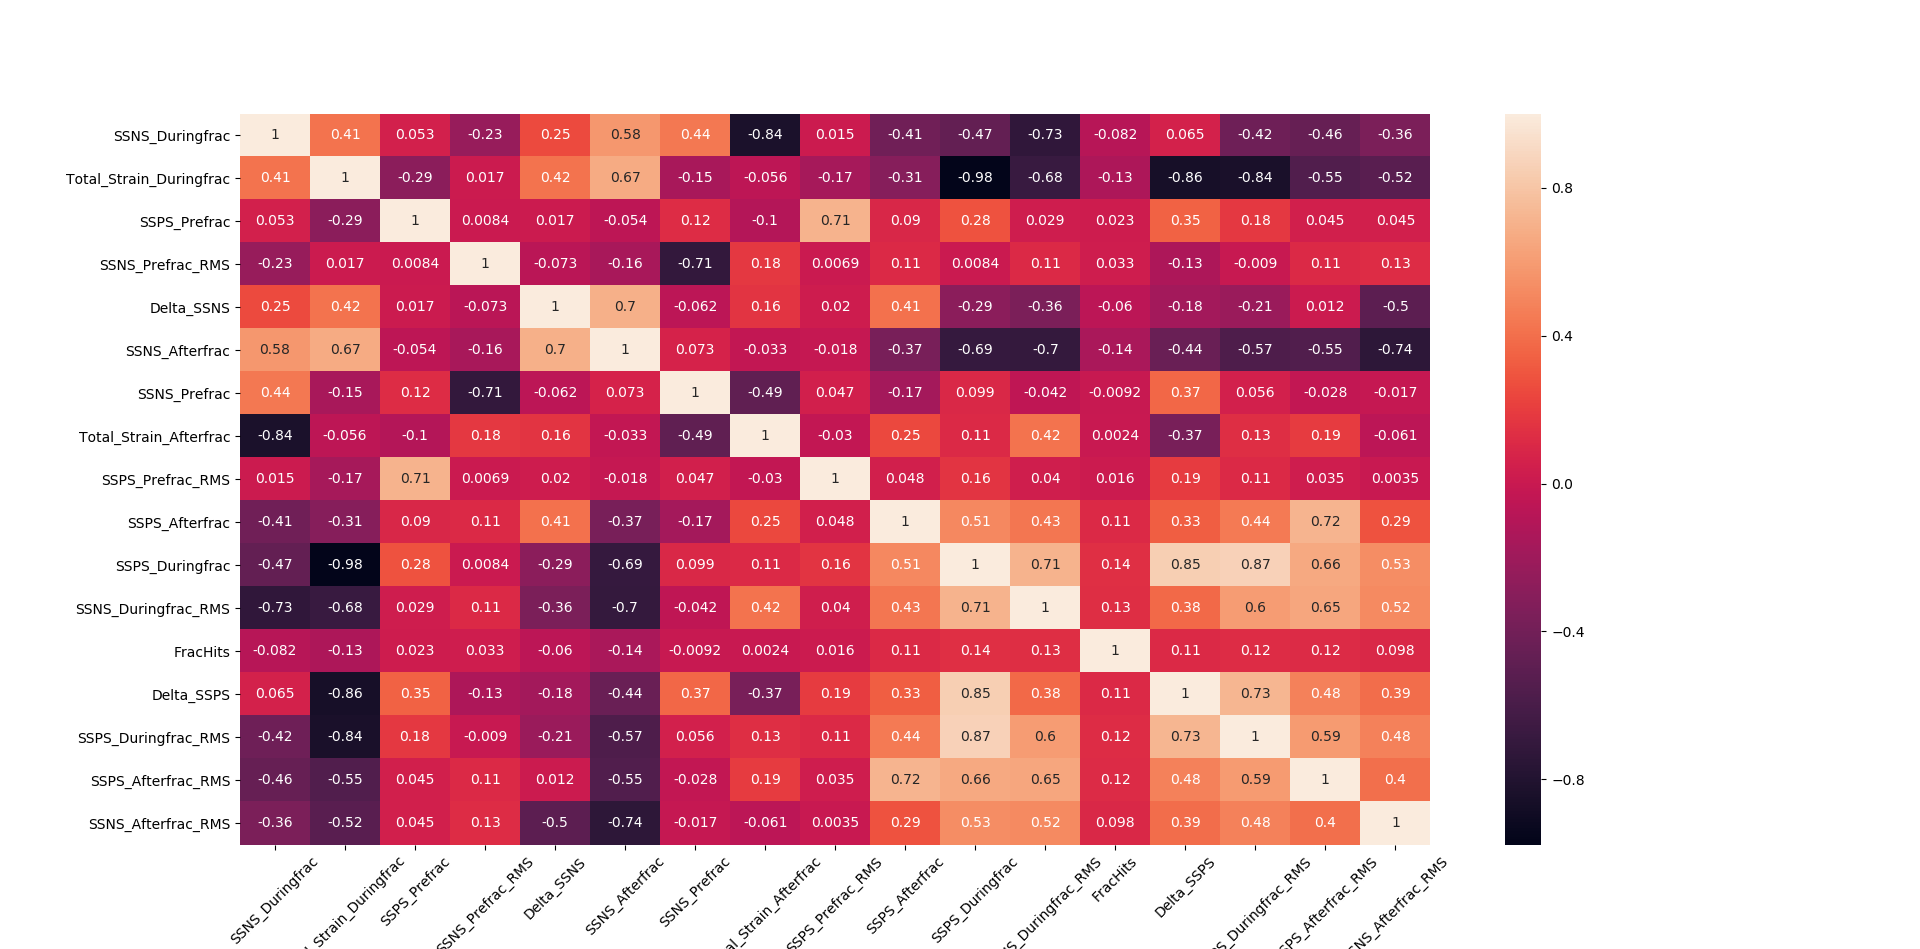 SSNS_Duringfrac 1 0.41 0.053 -0.23 0.25 0.58 0.44 -0.84 0.015 -0.41 -0.47 -0.73 -0.082 0.065 -0.42 -0.46 -0.36
Total_Strain_Duringfrac 0.41 1 -0.29 0.017 0.42 0.67 -0.15 -0.056 -0.17 -0.31 -0.98 -0.68 -0.13 -0.86 -0.84 -0.55 -0.52
0.8
SSPS_Prefrac 0.053 -0.29 1 0.0084 0.017 -0.054 0.12 -0.1 0.71 0.09 0.28 0.029 0.023 0.35 0.18 0.045 0.045
SSNS_Prefrac_RMS -0.23 0.017 0.0084 1 -0.073 -0.16 -0.71 0.18 0.0069 0.11 0.0084 0.11 0.033 -0.13 -0.009 0.11 0.13
Delta_SSNS 0.25 0.42 0.017 -0.073 1 0.7 -0.062 0.16 0.02 0.41 -0.29 -0.36 -0.06 -0.18 -0.21 0.012 -0.5
0.4
SSNS_Afterfrac 0.58 0.67 -0.054 -0.16 0.7 1 0.073 -0.033 -0.018 -0.37 -0.69 -0.7 -0.14 -0.44 -0.57 -0.55 -0.74
SSNS_Prefrac 0.44 -0.15 0.12 -0.71 -0.062 0.073 1 -0.49 0.047 -0.17 0.099 -0.042 -0.0092 0.37 0.056 -0.028 -0.017
Total_Strain_Afterfrac -0.84 -0.056 -0.1 0.18 0.16 -0.033 -0.49 1 -0.03 0.25 0.11 0.42 0.0024 -0.37 0.13 0.19 -0.061
SSPS_Prefrac_RMS 0.015 -0.17 0.71 0.0069 0.02 -0.018 0.047 -0.03 1 0.048 0.16 0.04 0.016 0.19 0.11 0.035 0.0035
0.0
SSPS_Afterfrac -0.41 -0.31 0.09 0.11 0.41 -0.37 -0.17 0.25 0.048 1 0.51 0.43 0.11 0.33 0.44 0.72 0.29
SSPS_Duringfrac -0.47 -0.98 0.28 0.0084 -0.29 -0.69 0.099 0.11 0.16 0.51 1 0.71 0.14 0.85 0.87 0.66 0.53
SSNS_Duringfrac_RMS -0.73 -0.68 0.029 0.11 -0.36 -0.7 -0.042 0.42 0.04 0.43 0.71 1 0.13 0.38 0.6 0.65 0.52
−0.4
FracHits -0.082 -0.13 0.023 0.033 -0.06 -0.14 -0.0092 0.0024 0.016 0.11 0.14 0.13 1 0.11 0.12 0.12 0.098
Delta_SSPS 0.065 -0.86 0.35 -0.13 -0.18 -0.44 0.37 -0.37 0.19 0.33 0.85 0.38 0.11 1 0.73 0.48 0.39
SSPS_Duringfrac_RMS -0.42 -0.84 0.18 -0.009 -0.21 -0.57 0.056 0.13 0.11 0.44 0.87 0.6 0.12 0.73 1 0.59 0.48
SSPS_Afterfrac_RMS -0.46 -0.55 0.045 0.11 0.012 -0.55 -0.028 0.19 0.035 0.72 0.66 0.65 0.12 0.48 0.59 1 0.4
−0.8
SSNS_Afterfrac_RMS -0.36 -0.52 0.045 0.13 -0.5 -0.74 -0.017 -0.061 0.0035 0.29 0.53 0.52 0.098 0.39 0.48 0.4 1
SSNS_Duringfrac
l_Strain_Duringfrac
SSPS_Prefrac
SSNS_Prefrac_RMS
Delta_SSNS
SSNS_Afterfrac
SSNS_Prefrac
al_Strain_Afterfrac
SSPS_Prefrac_RMS
SSPS_Afterfrac
SSPS_Duringfrac
S_Duringfrac_RMS
FracHits
Delta_SSPS
S_Duringfrac_RMS
SPS_Afterfrac_RMS
SNS_Afterfrac_RMS